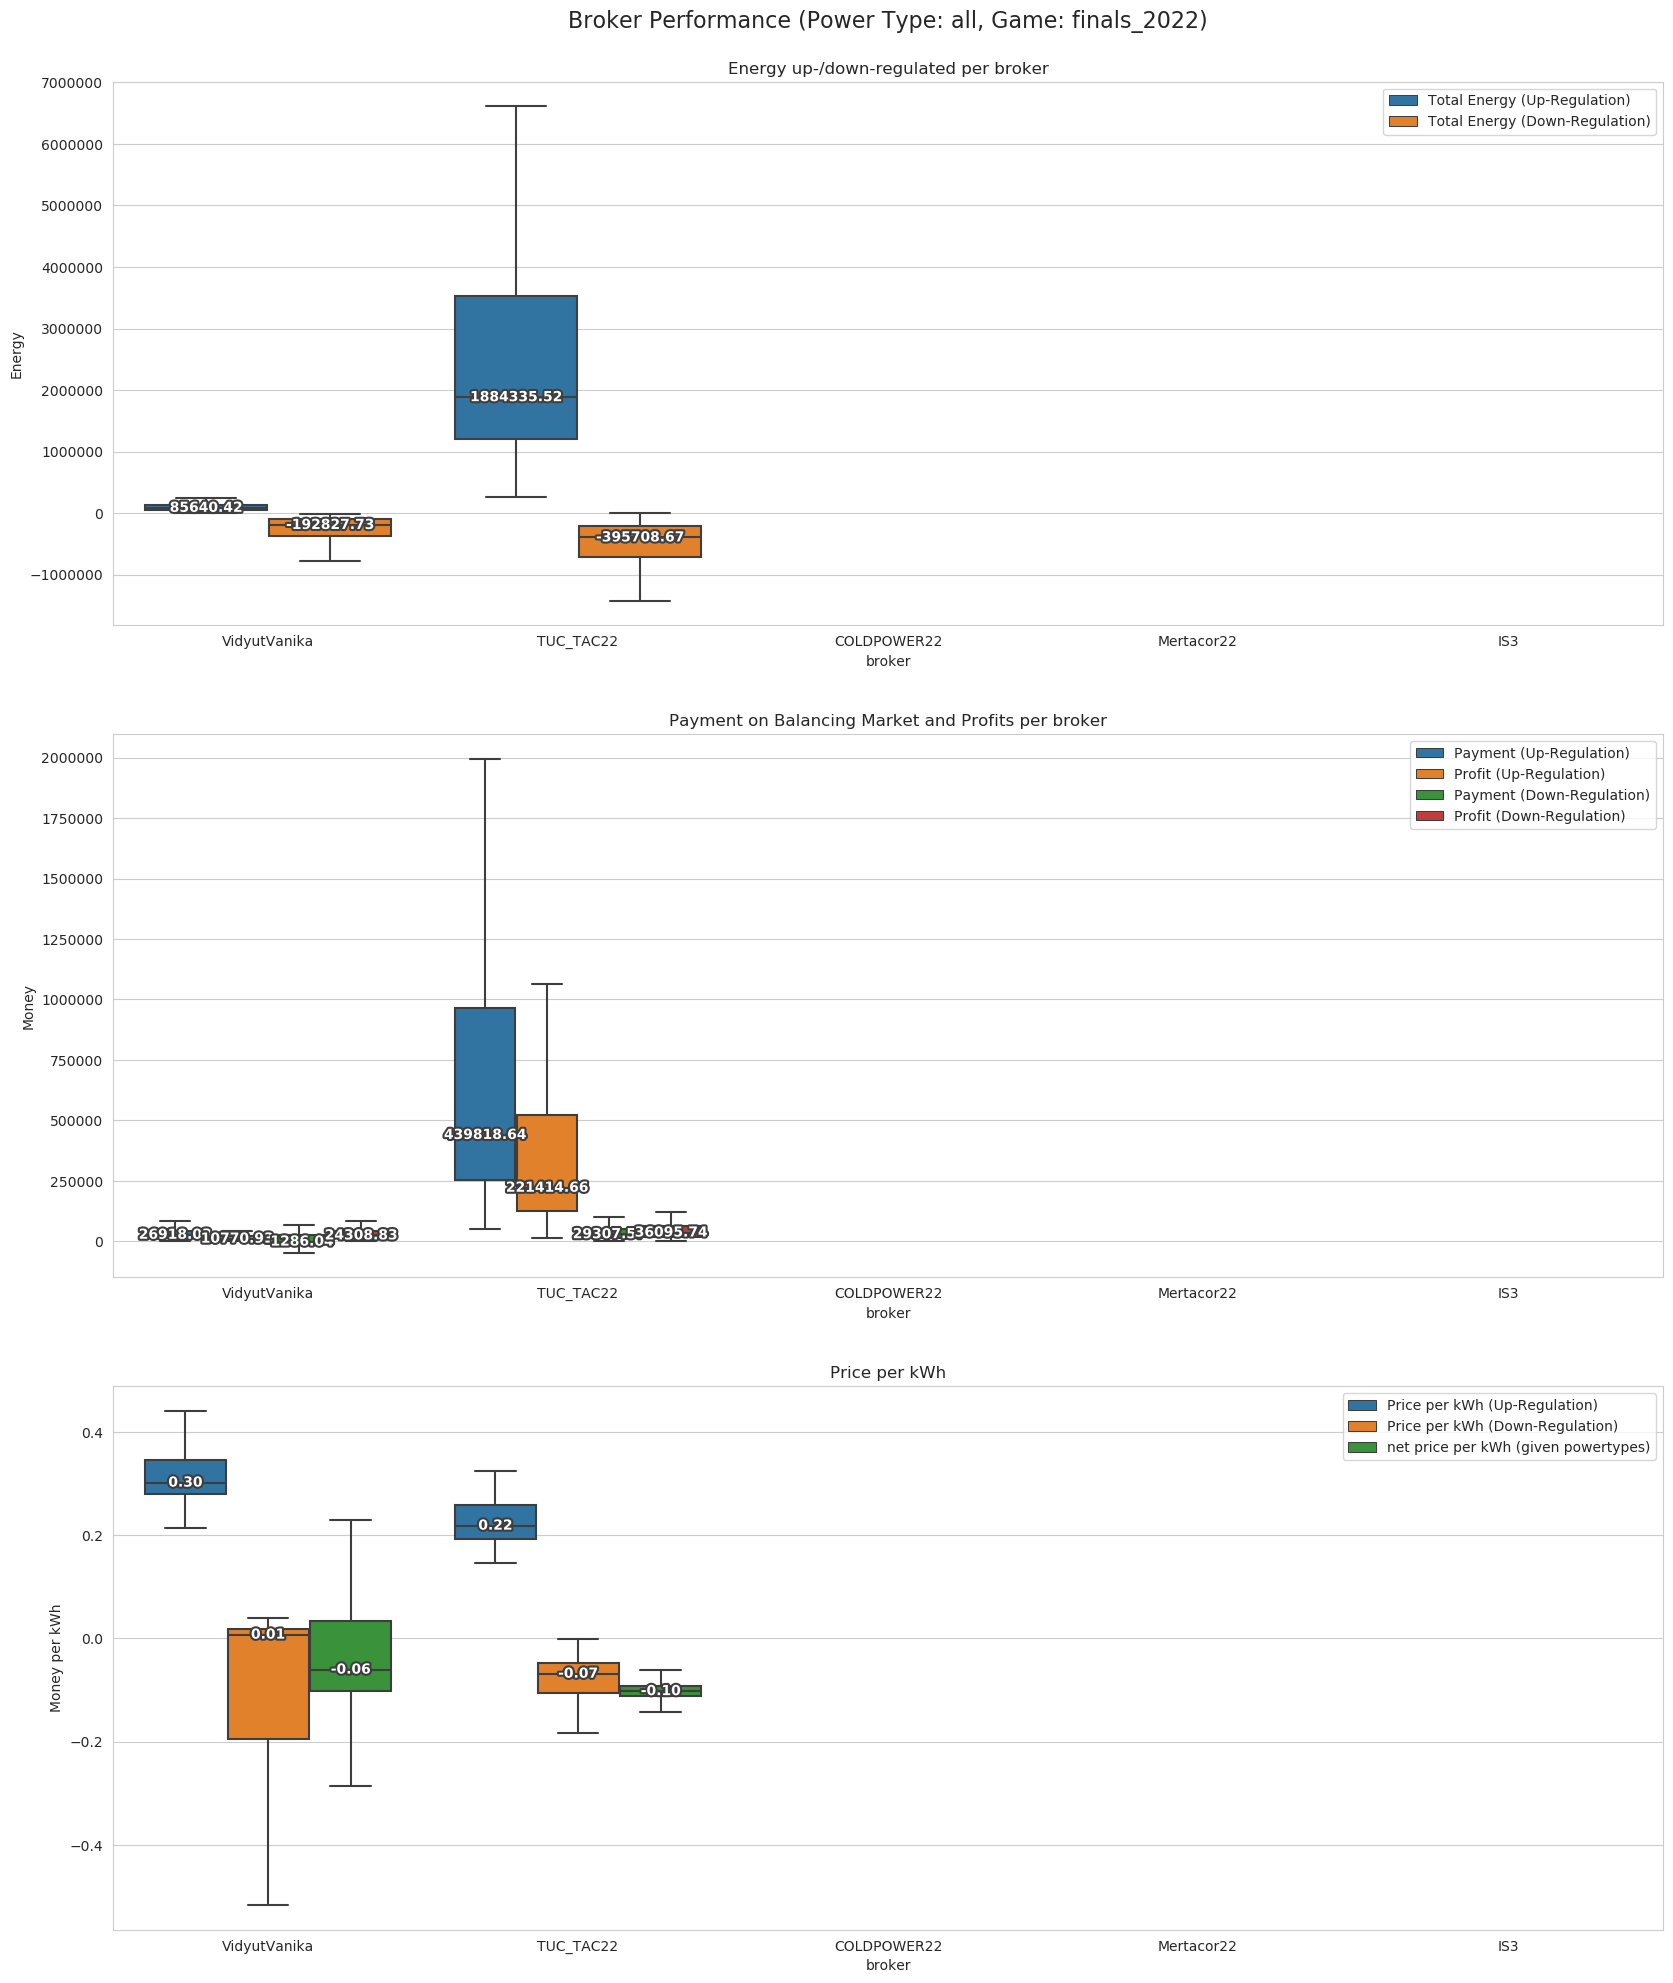 Broker Performance (Power Type: all, Game: finals_2022)
Energy up-/down-regulated per broker
Total Energy (Up-Regulation)
Total Energy (Down-Regulation)
7000000
6000000
5000000
4000000
3000000
2000000
1000000
0
−1000000
Energy
85640.42
-192827.73
1884335.52
-395708.67
VidyutVanika TUC_TAC22 COLDPOWER22 Mertacor22 IS3
broker
Payment on Balancing Market and Profits per broker
Payment (Up-Regulation)
Profit (Up-Regulation)
Payment (Down-Regulation)
Profit (Down-Regulation)
2000000
1750000
1500000
1250000
1000000
750000
500000
250000
0
Money
24308.83
439818.64
221414.66
36095.74
VidyutVanika TUC_TAC22 COLDPOWER22 Mertacor22 IS3
broker
Price per kWh
Price per kWh (Up-Regulation)
Price per kWh (Down-Regulation)
net price per kWh (given powertypes)
0.4
0.2
0.0
−0.2
−0.4
Money per kWh
0.30
0.01
-0.06
0.22
-0.07
-0.10
VidyutVanika TUC_TAC22 COLDPOWER22 Mertacor22 IS3
broker